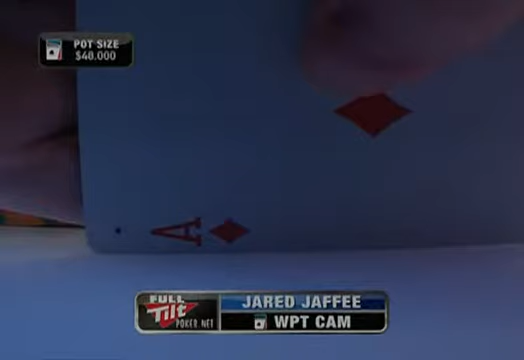 POT SIZE
$40,000
A
FULL
Tilt
POKER.NET
JARED JAFFEE
WPT CAM